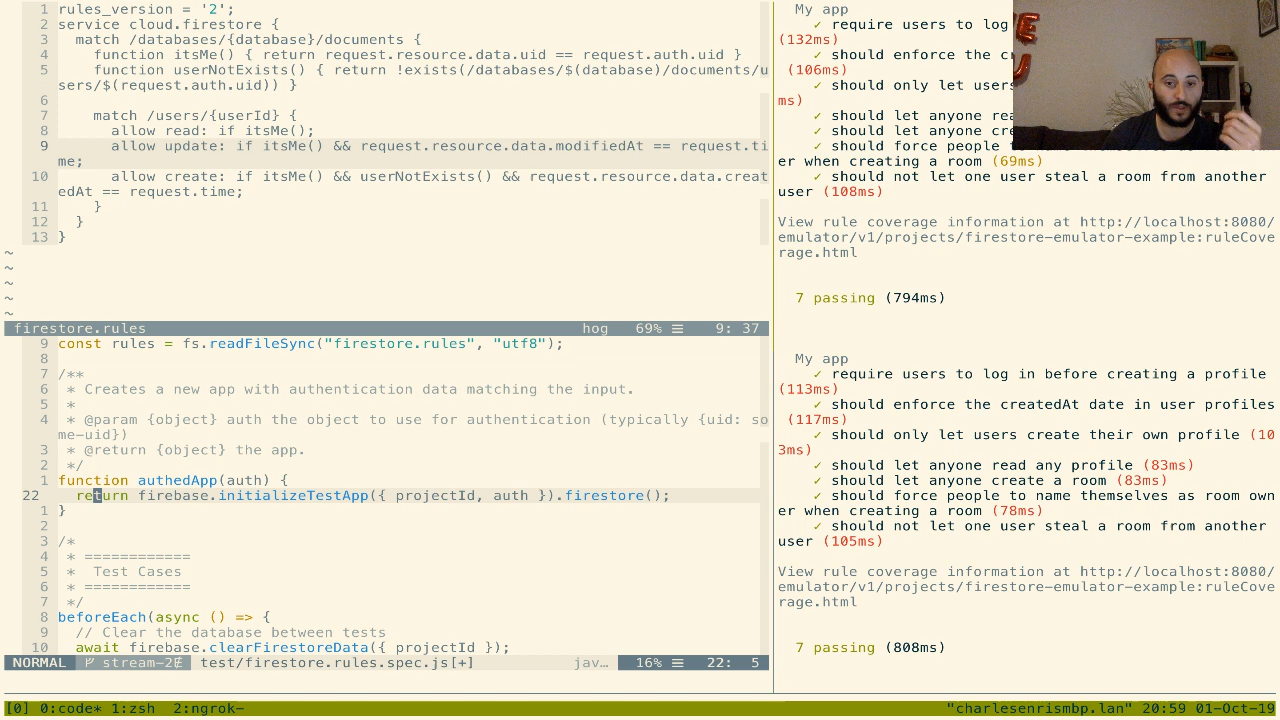 1 rules_version = '2';
2 service cloud.firestore {
3 match /databases/{database}/documents {
4 function itsMe() { return request.resource.data.uid == request.auth.uid }
5 function userNotExists() { return !exists(/databases/$(database)/documents/u
sers/$(request.auth.uid)) }
6
7 match /users/{userId} {
8 allow read: if itsMe();
9 allow update: if itsMe() && request.resource.data.modifiedAt == request.ti
me;
10 allow create: if itsMe() && userNotExists() && request.resource.data.creat
edAt == request.time;
11 }
12 }
13 }
~
~
~
~
~
firestore.rules hog 69% ☰ 9: 37
9 const rules = fs.readFileSync("firestore.rules", "utf8");
8
7 /**
6 * Creates a new app with authentication data matching the input.
5 *
4 * @param {object} auth the object to use for authentication (typically {uid: so
me-uid})
3 * @return {object} the app.
2 */
1 function authedApp(auth) {
22 return firebase.initializeTestApp({ projectId, auth }).firestore();
1 }
2
3 /*
4 * ============
5 * Test Cases
6 * ============
7 */
8 beforeEach(async () => {
9 // Clear the database between tests
10 await firebase.clearFirestoreData({ projectId });
NORMAL stream-2 test/firestore.rules.spec.js[+] jav… 16% ☰ 22: 5
My app
✓ require users to log
(132ms)
✓ should enforce the cr
(106ms)
✓ should only let users
ms)
✓ should let anyone rea
✓ should let anyone cre
✓ should force people
er when creating a room (69ms)
✓ should not let one user steal a room from another
user (108ms)
View rule coverage information at http://localhost:8080/
emulator/v1/projects/firestore-emulator-example:ruleCove
rage.html
7 passing (794ms)
My app
✓ require users to log in before creating a profile
(113ms)
✓ should enforce the createdAt date in user profiles
(117ms)
✓ should only let users create their own profile (10
3ms)
✓ should let anyone read any profile (83ms)
✓ should let anyone create a room (83ms)
✓ should force people to name themselves as room own
er when creating a room (78ms)
✓ should not let one user steal a room from another
user (105ms)
View rule coverage information at http://localhost:8080/
emulator/v1/projects/firestore-emulator-example:ruleCove
rage.html
7 passing (808ms)
[0] 0:code* 1:zsh 2:ngrok- "charlesenrismbp.lan" 20:59 01-Oct-19